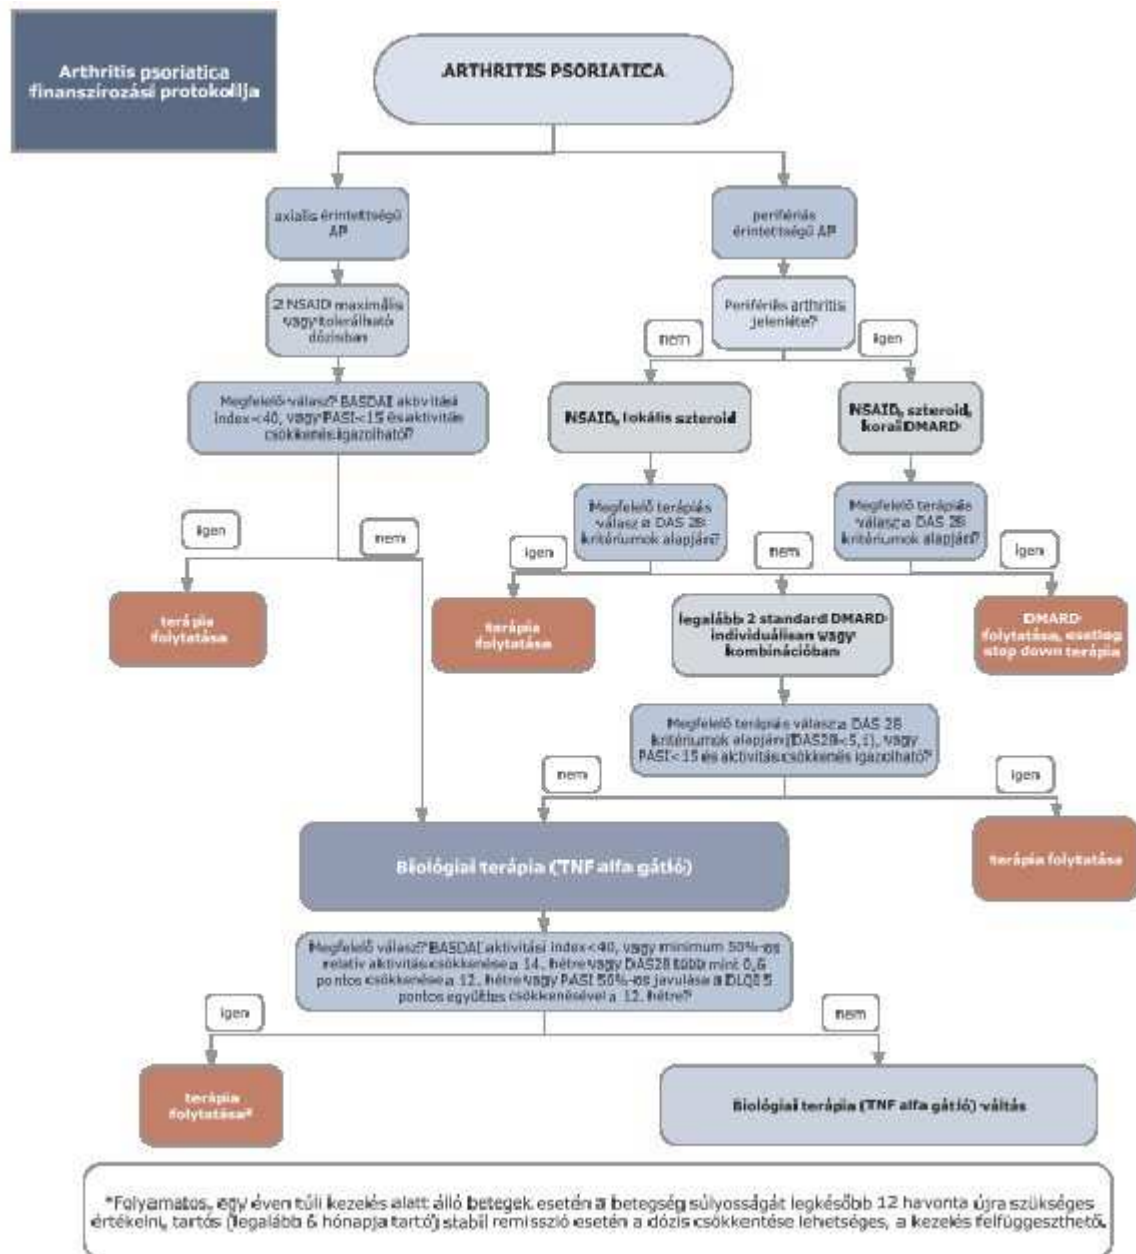 Arthritis psoriatica
finanszírozási protokollja
ARTHRITIS PSORIATICA
axialis érintettségű
AP
perifériás
érintettségű AP
2 NSAID maximális
vagy tolerálható
dózisban
Perifériás arthritis
jelenléte?
nem
igen
Megfelelő válasz? BASDAI aktivitási
index<40, vagy PASI<15 és aktivitás
csökkenés igazolható?
NSAID, lokális szteroid
NSAID, szteroid,
korai DMARD
Megfelelő terápiás
válasz a DAS 28
kritériumok alapján?
Megfelelő terápiás
válasz a DAS 28
kritériumok alapján?
igen
nem
igen
nem
igen
terápia
folytatása
terápia
folytatása
legalább 2 standard DMARD
individuálisan vagy
kombinációban
DMARD
folytatása, esetleg
stop down terápia
Megfelelő terápiás válasz a DAS 28
kritériumok alapján (DAS28<5,1), vagy
PASI<15 és aktivitás csökkenés igazolható?
nem
igen
Biológiai terápia (TNF alfa gátló)
terápia folytatása
Megfelelő válasz? BASDAI aktivitási index<40, vagy minimum 50%-os
relatív aktivitás csökkenése a 14. hétre vagy DAS28 több mint 0,6
pontos csökkenése a 12. hétre vagy PASI 50%-os javulása a DLQI 5
pontos együttes csökkenésével a 12. hétre?
igen
nem
terápia
folytatása*
Biológiai terápia (TNF alfa gátló) -váltás
*Folyamatos, egy éven túli kezelés alatt álló betegek esetén a betegség súlyosságát legkésőbb 12 havonta újra szükséges
értékelni, tartós (legalább 6 hónapja tartó) stabil remisszió esetén a dózis csökkentése lehetséges, a kezelés felfüggeszthető.